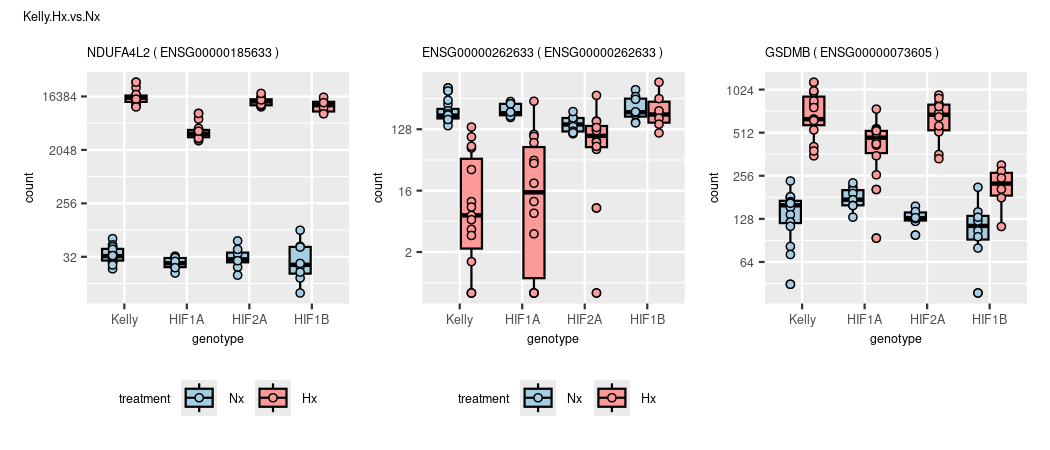 Kelly.Hx.vs.Nx
NDUFA4L2 ( ENSG00000185633 )
count
16384
2048
256
32
Kelly HIF1A HIF2A HIF1B
genotype
treatment Nx Hx
ENSG00000262633 ( ENSG00000262633 )
count
128
16
2
Kelly HIF1A HIF2A HIF1B
genotype
treatment Nx Hx
GSDMB ( ENSG00000073605 )
count
1024
512
256
128
64
Kelly HIF1A HIF2A HIF1B
genotype